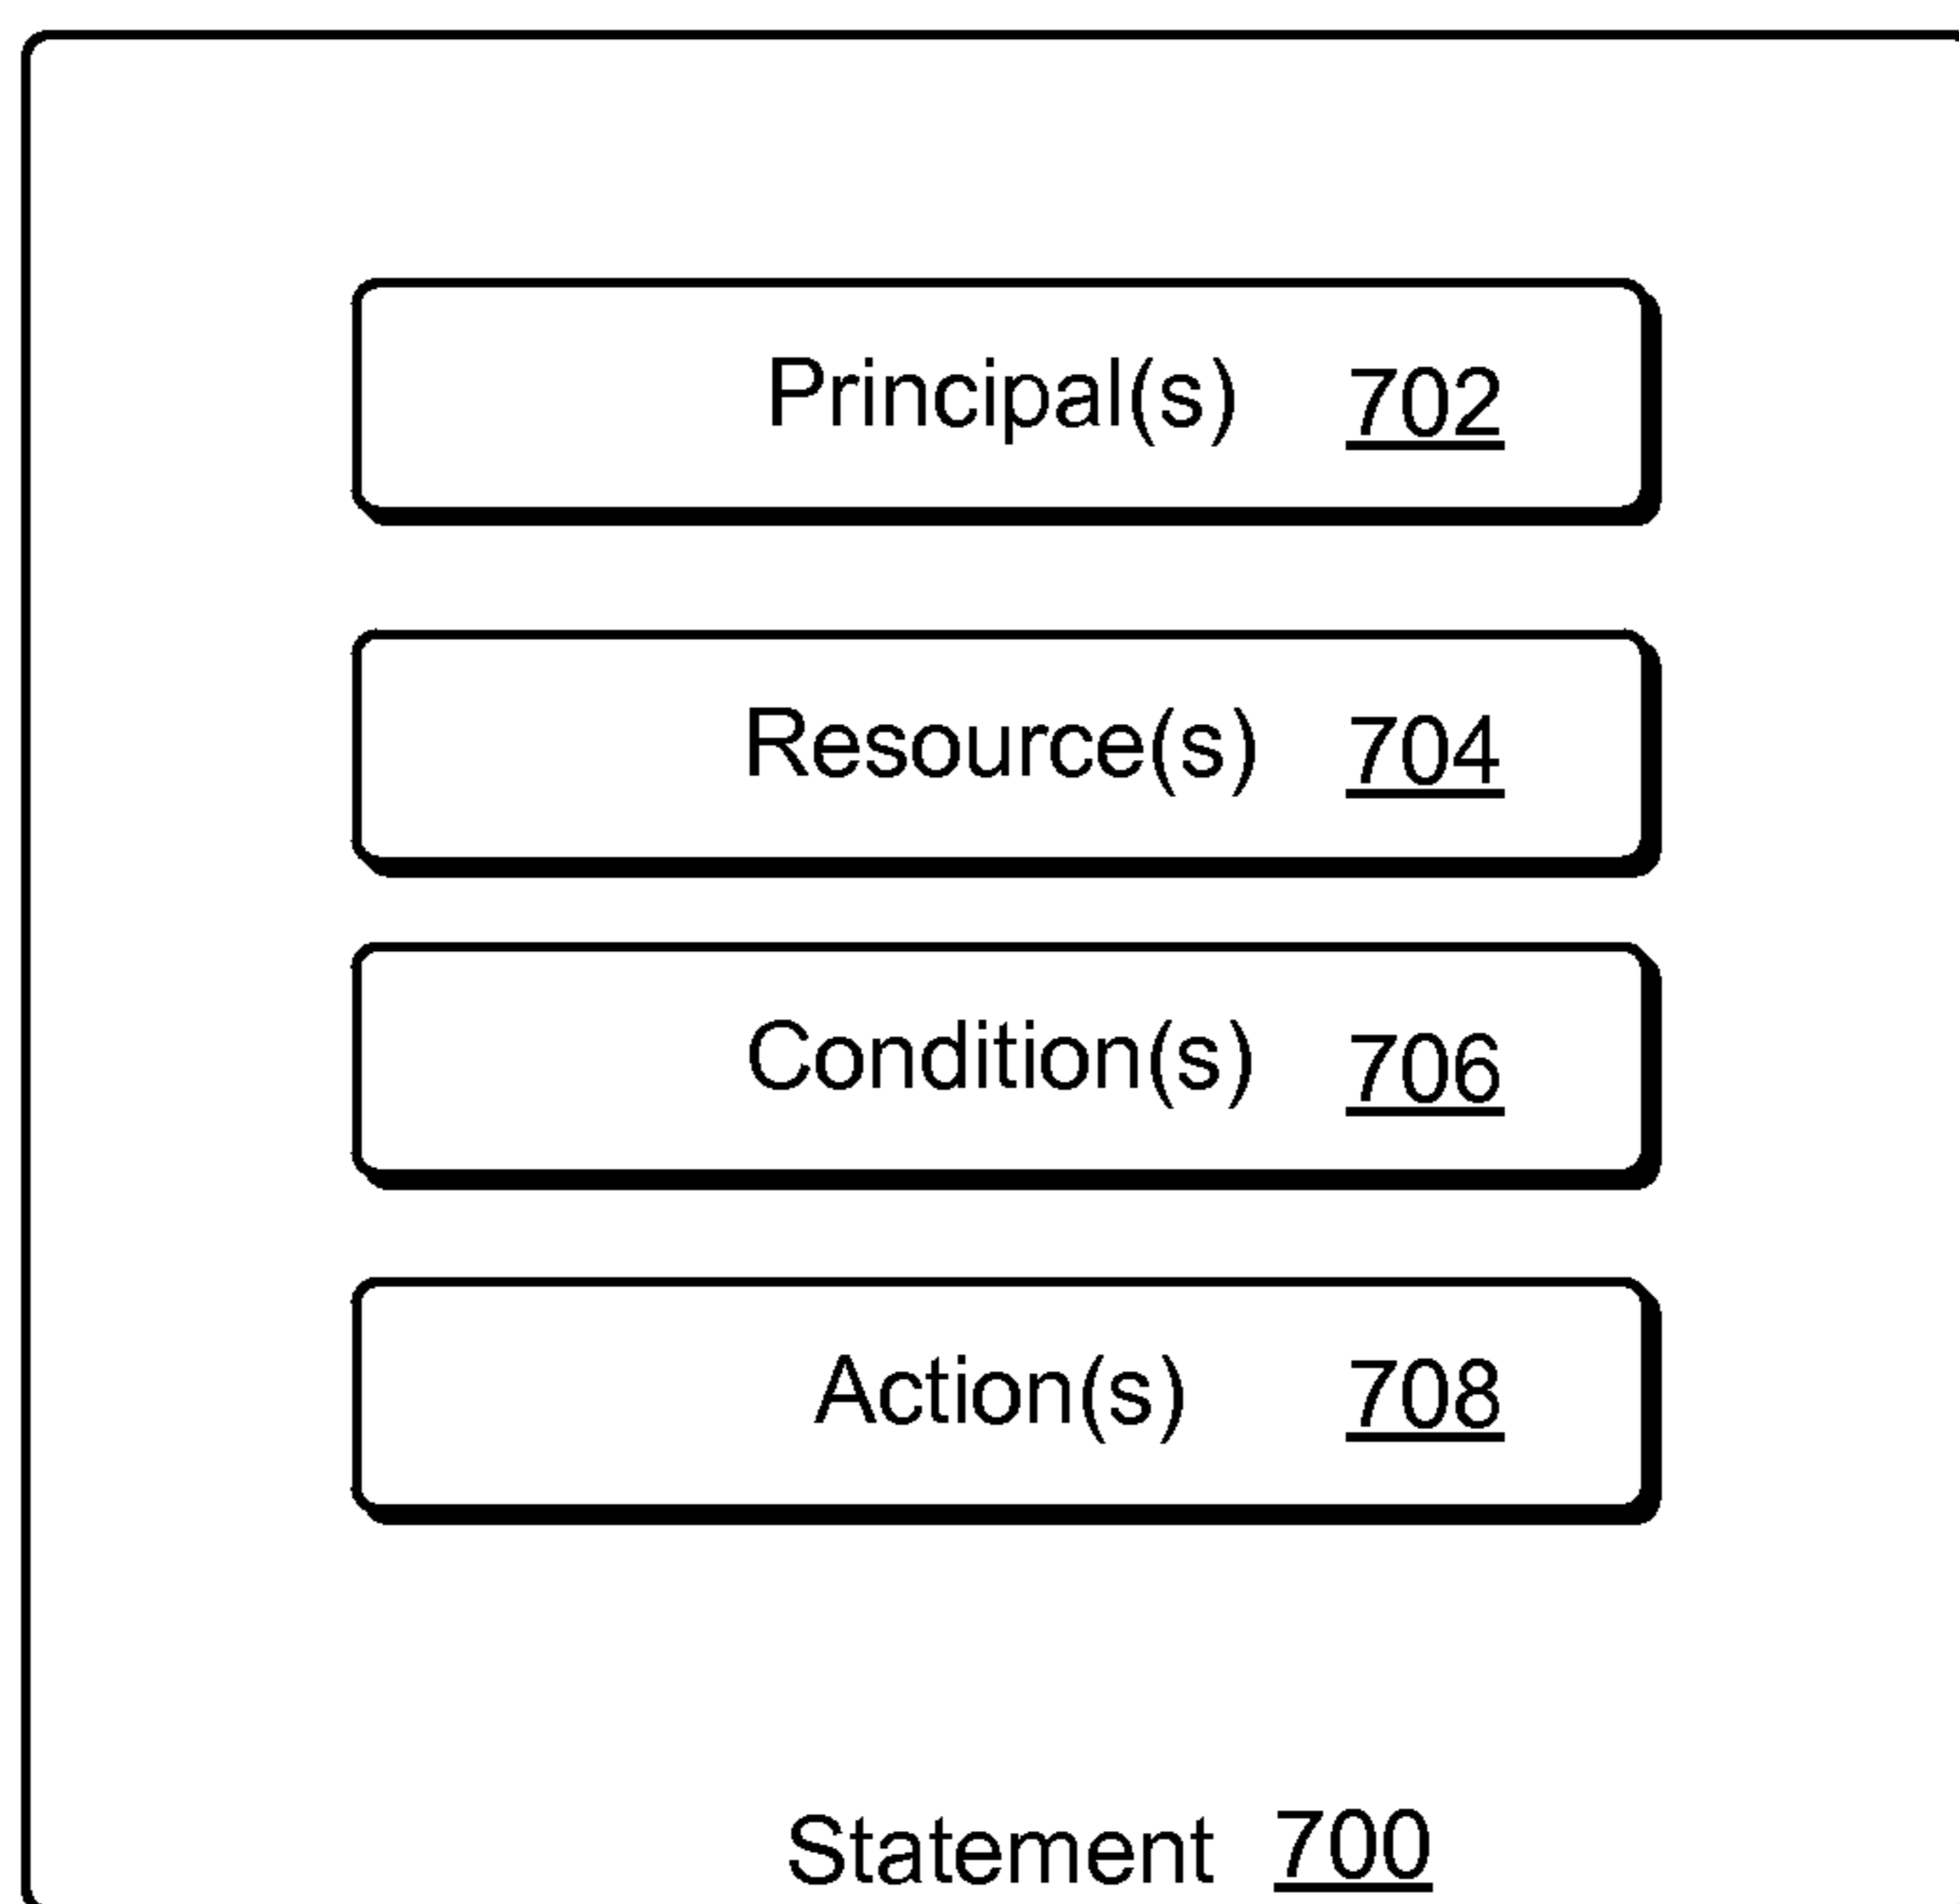 Principal(s) 702
Resource(s) 704
Condition(s) 706
Action(s) 708
Statement 700